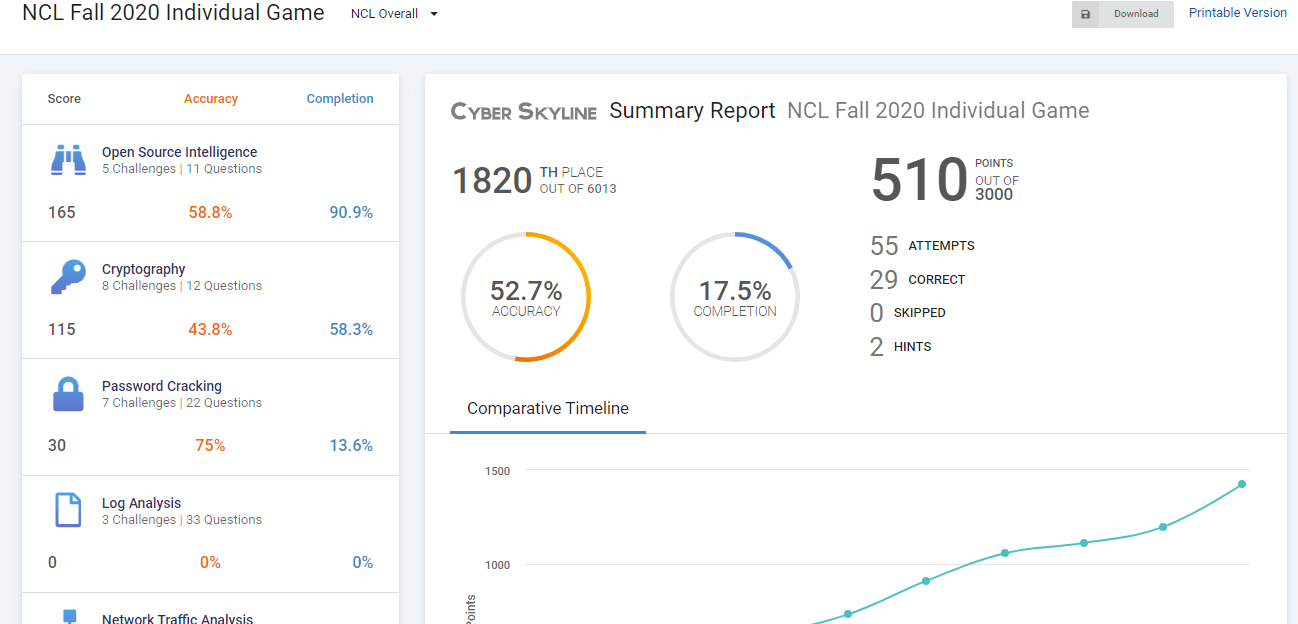 NCL Fall 2020 Individual Game NCL Overall Download Printable Version
Score Accuracy Completion
Open Source Intelligence
5 Challenges | 11 Questions
165 58.8% 90.9%
Cryptography
8 Challenges | 12 Questions
115 43.8% 58.3%
Password Cracking
7 Challenges | 22 Questions
30 75% 13.6%
Log Analysis
3 Challenges | 33 Questions
0 0% 0%
Network Traffic Analysis
CYBER SKYLINE Summary Report NCL Fall 2020 Individual Game
1820 TH PLACE
OUT OF 6013
510 POINTS
OUT OF
3000
52.7%
ACCURACY
17.5%
COMPLETION
55 ATTEMPTS
29 CORRECT
0 SKIPPED
2 HINTS
Comparative Timeline
1500
1000
Points